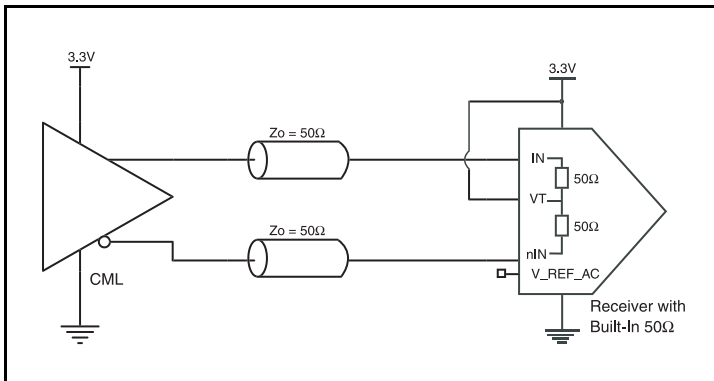 3.3V
3.3V
Zo = 50Ω
IN
50Ω
VT
Zo = 50Ω
50Ω
nIN
V_REF_AC
CML
Receiver with
Built-In 50Ω